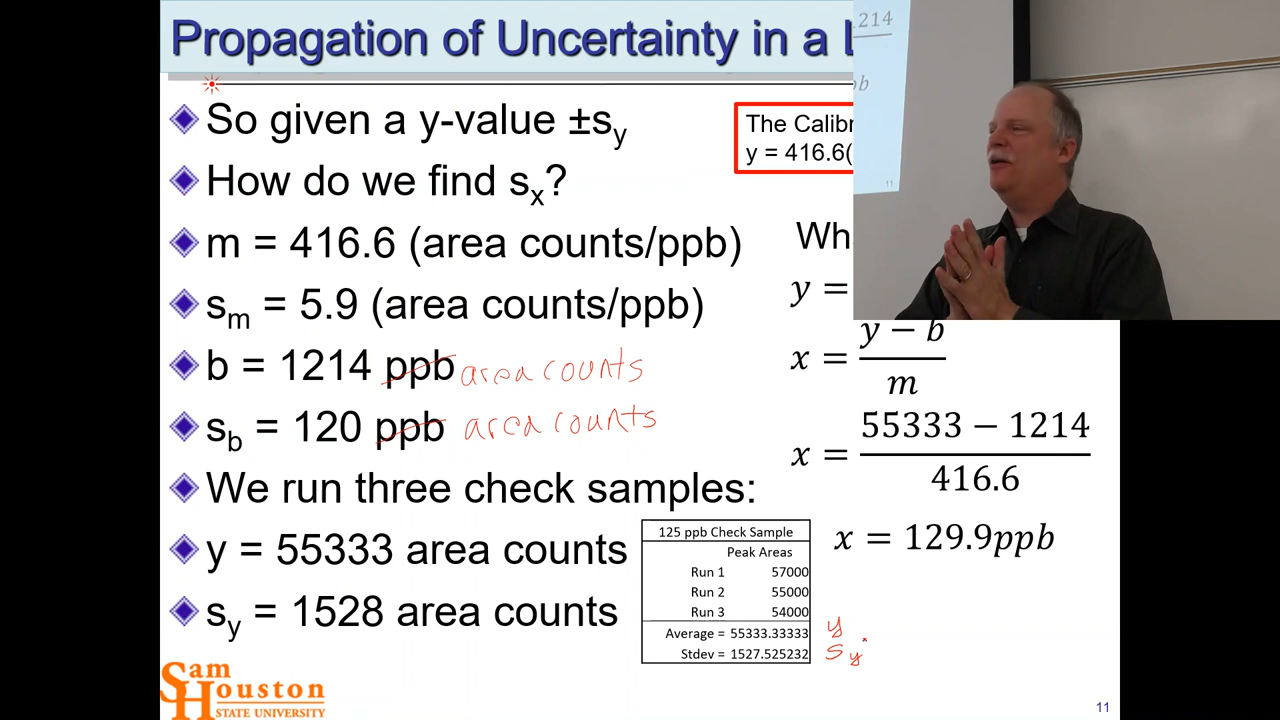 Propagation of Uncertainty in a L
So given a y-value ±sy
How do we find sx?
m = 416.6 (area counts/ppb)
sm = 5.9 (area counts/ppb)
b = 1214 ppb area counts
sb = 120 ppb area counts
We run three check samples:
y = 55333 area counts
sy = 1528 area counts
The Calibr
y = 416.6(
Wh
y =
x = y − b
m
x = 55333 − 1214
416.6
x = 129.9ppb
125 ppb Check Sample
Peak Areas
Run 1 57000
Run 2 55000
Run 3 54000
Average = 55333.33333 y
Stdev = 1527.525232 sy
1214
pb
11
Sam
Houston
STATE UNIVERSITY
11